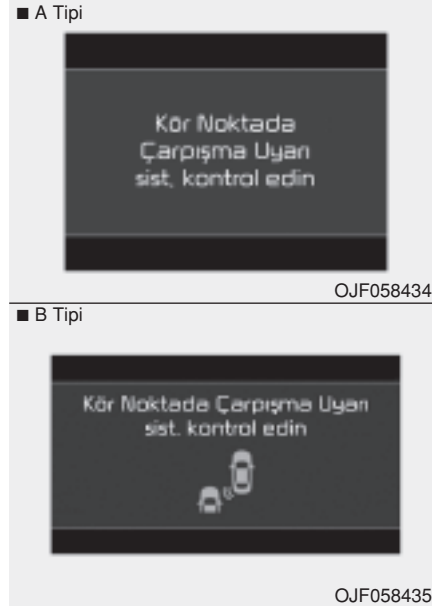 ■ A Tipi
Kör Noktada
Çarpışma Uyarı
sist. kontrol edin
OJF058434
■ B Tipi
Kör Noktada Çarpışma Uyarı
sist. kontrol edin
OJF058435